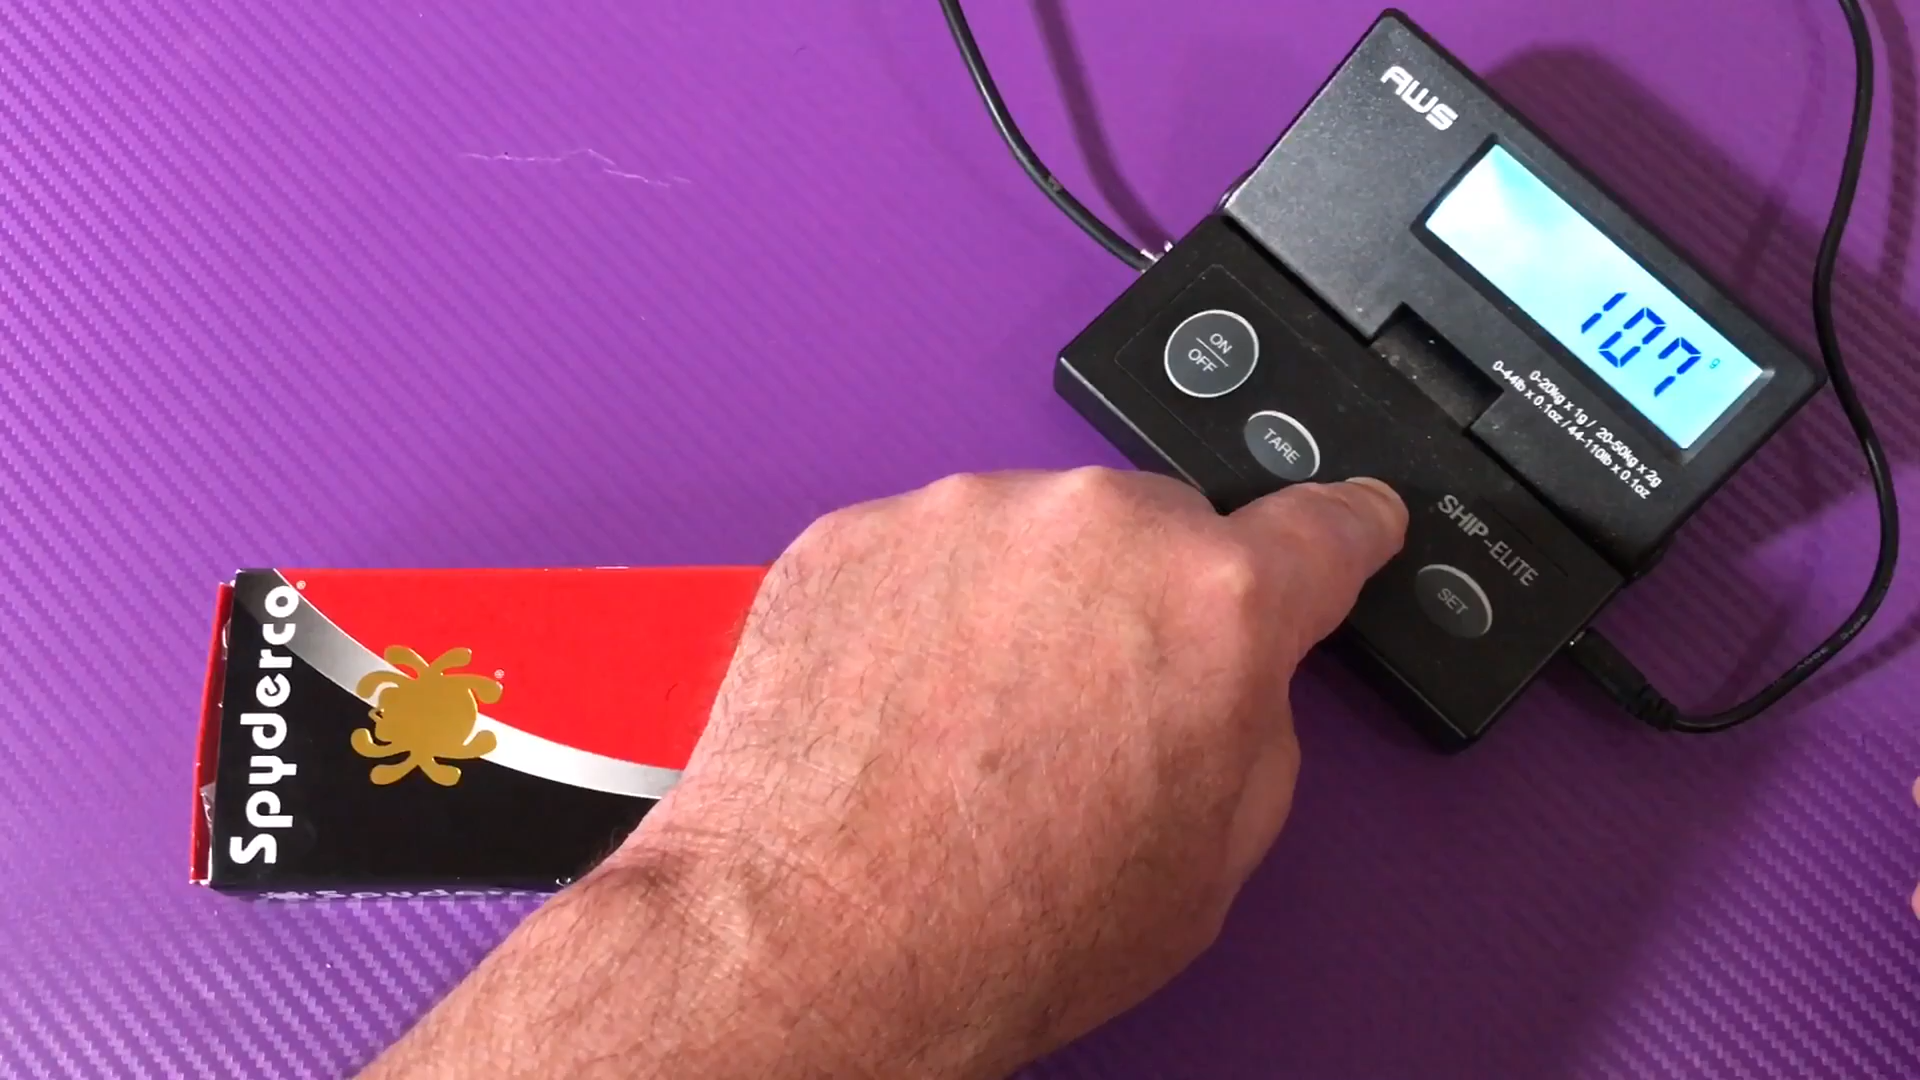 AWS
107 g
0-20kg x 1g / 20-50kg x 2g
0-44lb x 0.1oz / 44-110lb x 0.1oz
ON
OFF
TARE
SHIP-ELITE
SET
Spyderco®
®